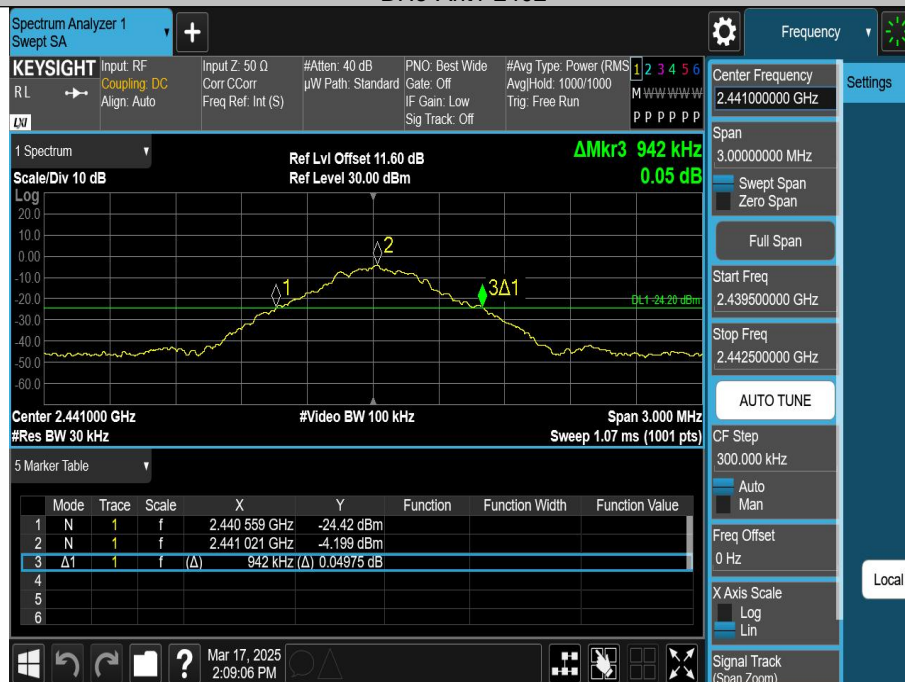 Spectrum Analyzer 1
Swept SA
+
Frequency
KEYSIGHT
RL
LXI
Input: RF
Coupling: DC
Align: Auto
Input Z: 50 Ω
Corr CCorr
Freq Ref: Int (S)
#Atten: 40 dB
µW Path: Standard
PNO: Best Wide
Gate: Off
IF Gain: Low
Sig Track: Off
#Avg Type: Power (RMS
Avg|Hold: 1000/1000
Trig: Free Run
1 2 3 4 5 6
M W W W W W
P P P P P P
1 Spectrum
Scale/Div 10 dB
Ref Lvl Offset 11.60 dB
Ref Level 30.00 dBm
ΔMkr3 942 kHz
0.05 dB
Log
20.0
10.0
0.00
-10.0
-20.0
-30.0
-40.0
-50.0
-60.0
1
2
3Δ1
DL1 -24.20 dBm
Center 2.441000 GHz
#Video BW 100 kHz
Span 3.000 MHz
#Res BW 30 kHz
Sweep 1.07 ms (1001 pts)
5 Marker Table
Mode Trace Scale X Y Function Function Width Function Value
1 N 1 f 2.440 559 GHz -24.42 dBm
2 N 1 f 2.441 021 GHz -4.199 dBm
3 Δ1 1 f (Δ) 942 kHz (Δ) 0.04975 dB
4
5
6
?
Mar 17, 2025
2:09:06 PM
Center Frequency
2.441000000 GHz
Span
3.00000000 MHz
Swept Span
Zero Span
Full Span
Start Freq
2.439500000 GHz
Stop Freq
2.442500000 GHz
AUTO TUNE
CF Step
300.000 kHz
Auto
Man
Freq Offset
0 Hz
X Axis Scale
Log
Lin
Signal Track
(Span Zoom)
Settings
Local